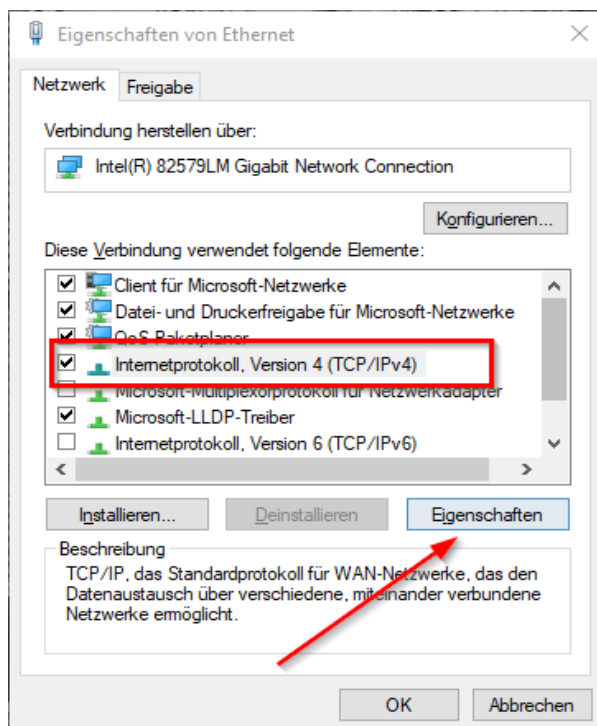 Eigenschaften von Ethernet
Netzwerk
Freigabe
Verbindung herstellen über:
Intel(R) 82579LM Gigabit Network Connection
Konfigurieren...
Diese Verbindung verwendet folgende Elemente:
Client für Microsoft-Netzwerke
Datei- und Druckerfreigabe für Microsoft-Netzwerke
QoS-Paketplaner
Internetprotokoll, Version 4 (TCP/IPv4)
Microsoft-Multiplexorprotokoll für Netzwerkadapter
Microsoft-LLDP-Treiber
Internetprotokoll, Version 6 (TCP/IPv6)
Installieren...
Deinstallieren
Eigenschaften
Beschreibung
TCP/IP, das Standardprotokoll für WAN-Netzwerke, das den
Datenaustausch über verschiedene, miteinander verbundene
Netzwerke ermöglicht.
OK
Abbrechen